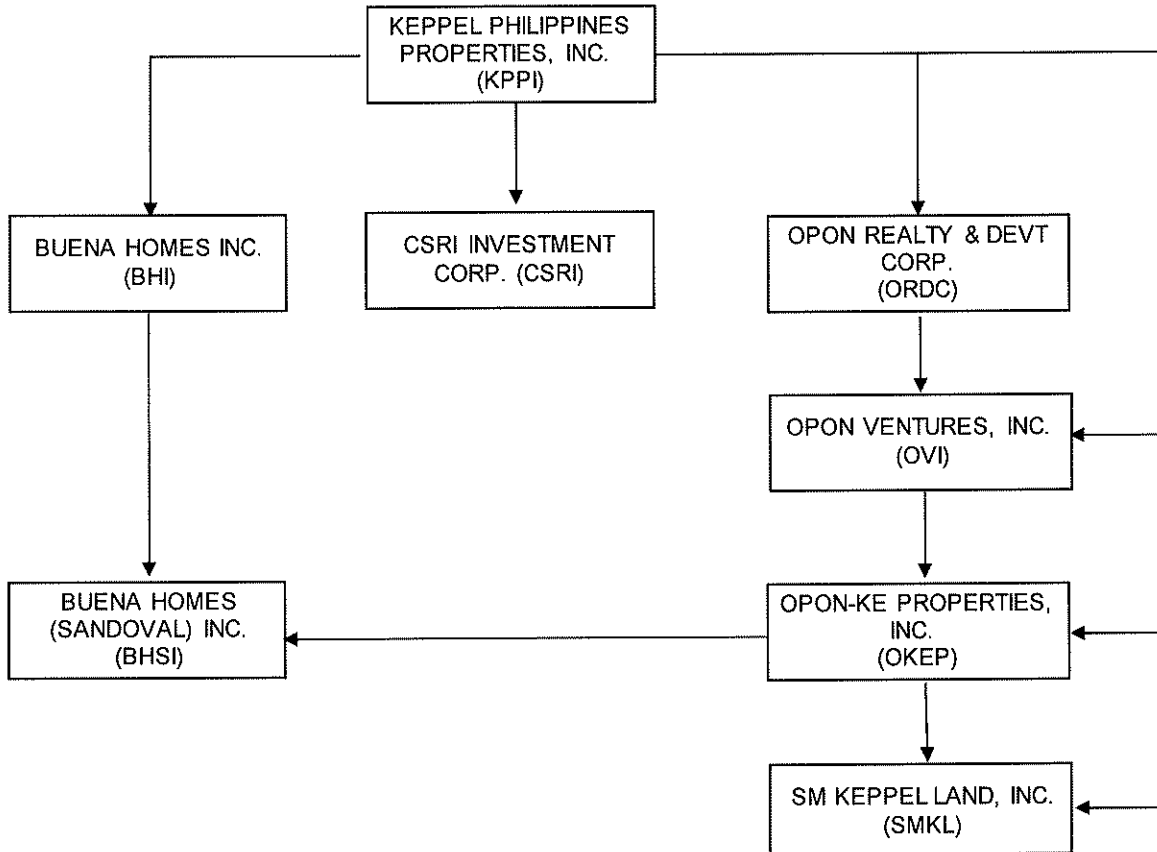 KEPPEL PHILIPPINES
PROPERTIES, INC.
(KPPI)
BUENA HOMES INC.
(BHI)
CSRI INVESTMENT
CORP. (CSRI)
OPON REALTY & DEVT
CORP.
(ORDC)
OPON VENTURES, INC.
(OVI)
BUENA HOMES
(SANDOVAL) INC.
(BHSI)
OPON-KE PROPERTIES,
INC.
(OKEP)
SM KEPPEL LAND, INC.
(SMKL)